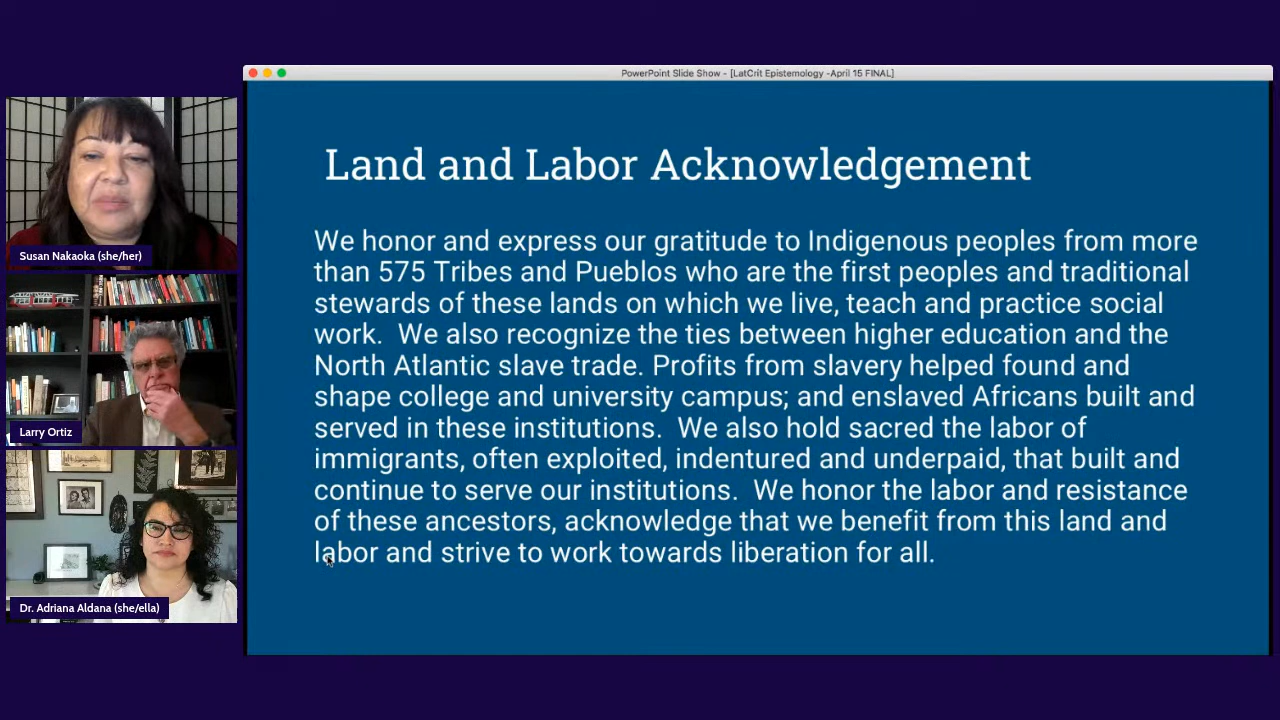 PowerPoint Slide Show - [LatCrit Epistemology -April 15 FINAL]
Land and Labor Acknowledgement
We honor and express our gratitude to Indigenous peoples from more
than 575 Tribes and Pueblos who are the first peoples and traditional
stewards of these lands on which we live, teach and practice social
work.  We also recognize the ties between higher education and the
North Atlantic slave trade. Profits from slavery helped found and
shape college and university campus; and enslaved Africans built and
served in these institutions.  We also hold sacred the labor of
immigrants, often exploited, indentured and underpaid, that built and
continue to serve our institutions.  We honor the labor and resistance
of these ancestors, acknowledge that we benefit from this land and
labor and strive to work towards liberation for all.
Susan Nakaoka (she/her)
Larry Ortiz
Dr. Adriana Aldana (she/ella)